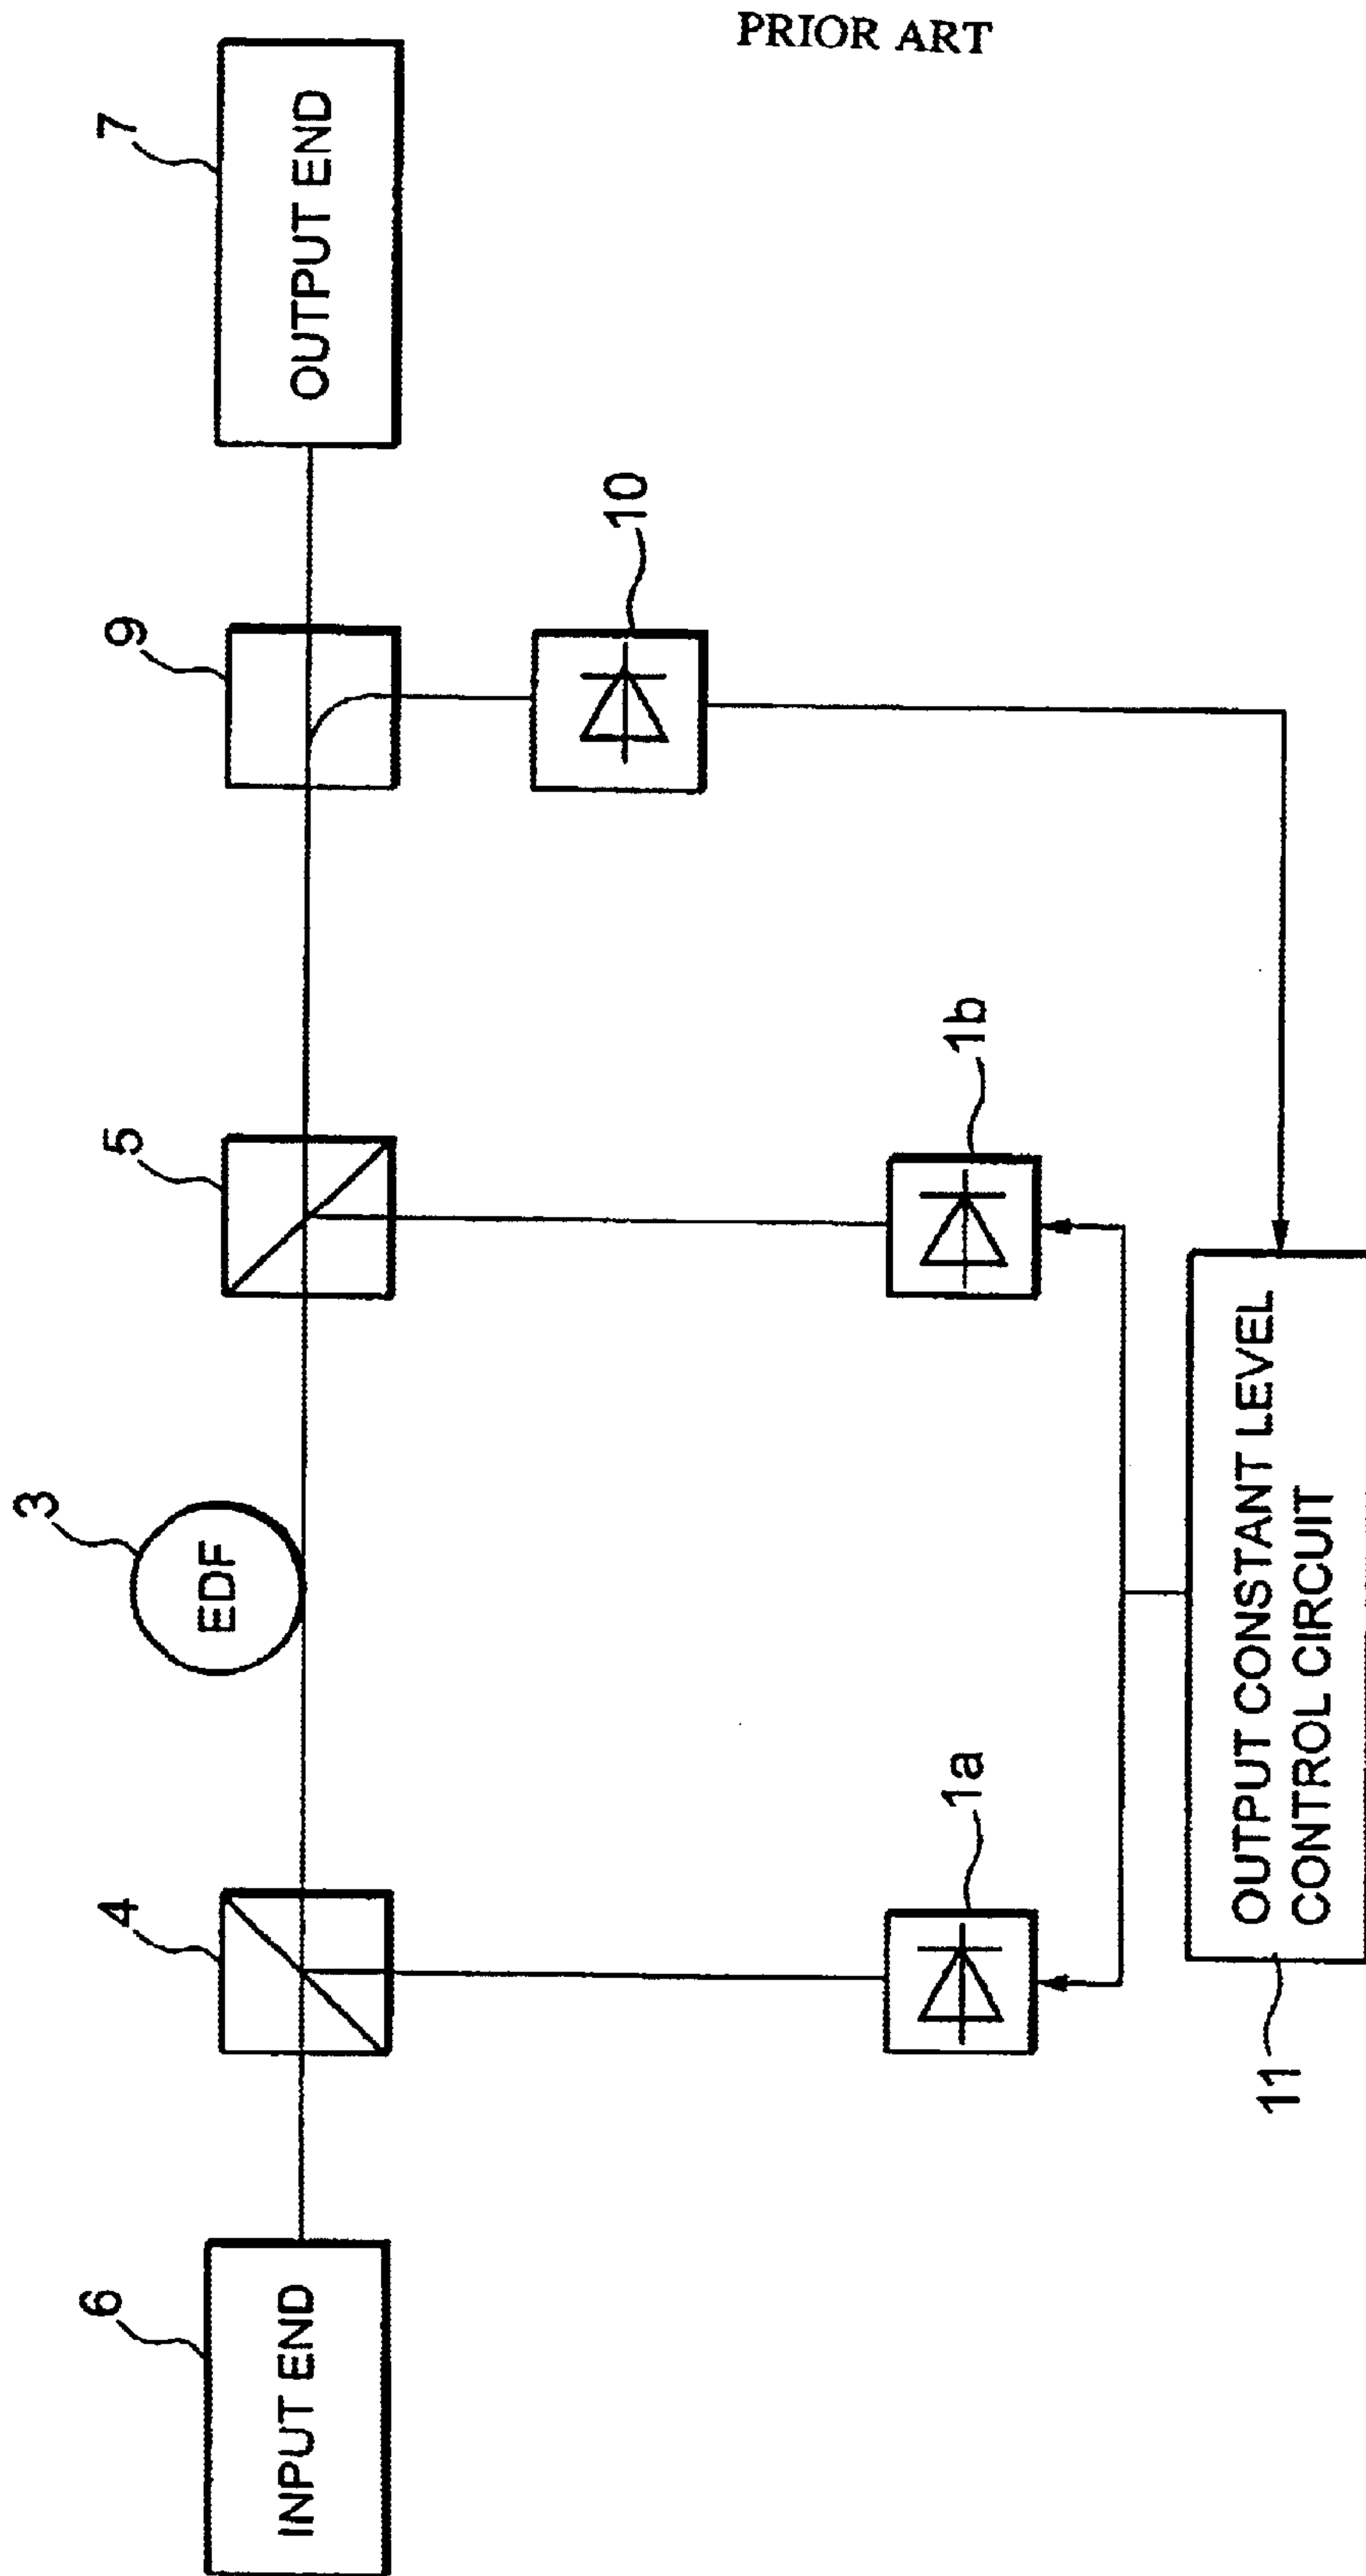 PRIOR ART
6
INPUT END
4
3
EDF
5
9
7
OUTPUT END
10
1a
1b
11
OUTPUT CONSTANT LEVEL
CONTROL CIRCUIT